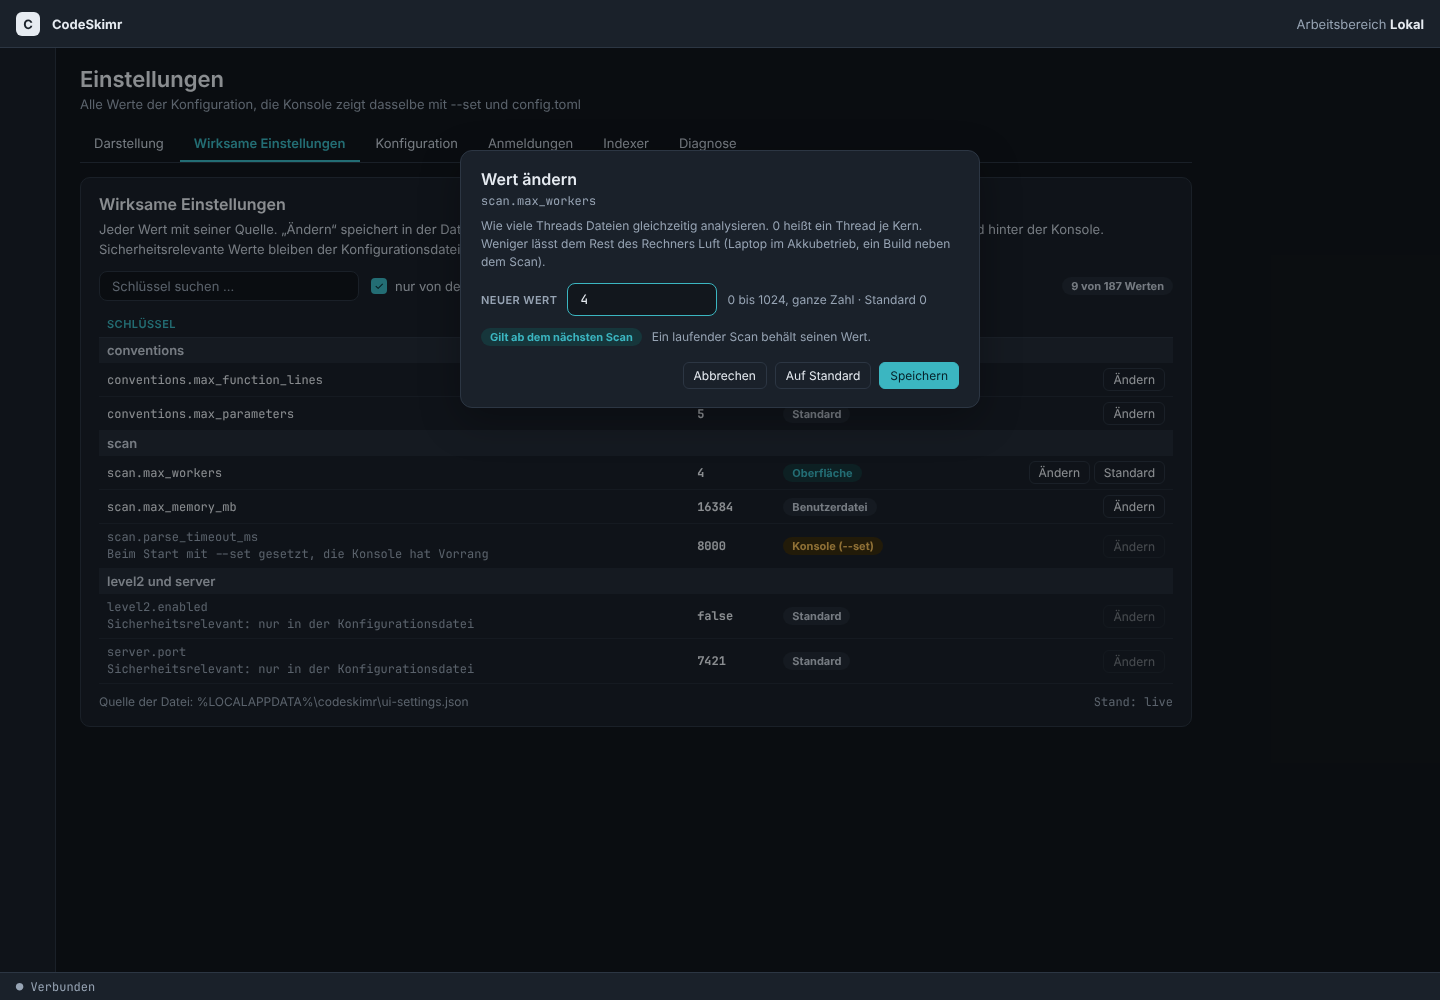 C CodeSkimr
Arbeitsbereich Lokal
Einstellungen
Alle Werte der Konfiguration, die Konsole zeigt dasselbe mit --set und config.toml
Darstellung Wirksame Einstellungen Konfiguration Anmeldungen Indexer Diagnose
Wirksame Einstellungen
Jeder Wert mit seiner Quelle. „Ändern“ speichert in der Dat
hinter der Konsole.
Sicherheitsrelevante Werte bleiben der Konfigurationsdatei
Schlüssel suchen ...
nur von de
9 von 187 Werten
SCHLÜSSEL
conventions
conventions.max_function_lines
Ändern
conventions.max_parameters 5 Standard Ändern
scan
scan.max_workers 4 Oberfläche Ändern Standard
scan.max_memory_mb 16384 Benutzerdatei Ändern
scan.parse_timeout_ms
Beim Start mit --set gesetzt, die Konsole hat Vorrang
8000 Konsole (--set) Ändern
level2 und server
level2.enabled
Sicherheitsrelevant: nur in der Konfigurationsdatei
false Standard Ändern
server.port
Sicherheitsrelevant: nur in der Konfigurationsdatei
7421 Standard Ändern
Quelle der Datei: %LOCALAPPDATA%\codeskimr\ui-settings.json
Stand: live
Wert ändern
scan.max_workers
Wie viele Threads Dateien gleichzeitig analysieren. 0 heißt ein Thread je Kern.
Weniger lässt dem Rest des Rechners Luft (Laptop im Akkubetrieb, ein Build neben
dem Scan).
NEUER WERT 4 0 bis 1024, ganze Zahl · Standard 0
Gilt ab dem nächsten Scan Ein laufender Scan behält seinen Wert.
Abbrechen Auf Standard Speichern
Verbunden